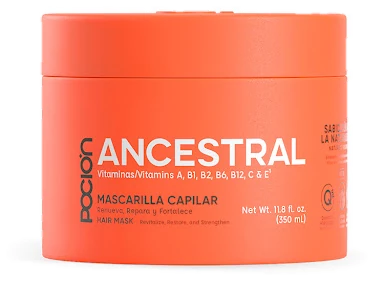 poción
ANCESTRAL
Vitaminas/Vitamins A, B1, B2, B6, B12, C & E
MASCARILLA CAPILAR
Renueva, Repara y Fortalece
HAIR MASK - Revitalize, Restore, and Strengthen
Net Wt. 11.8 fl. oz.
(350 mL)
SABI
LA NA